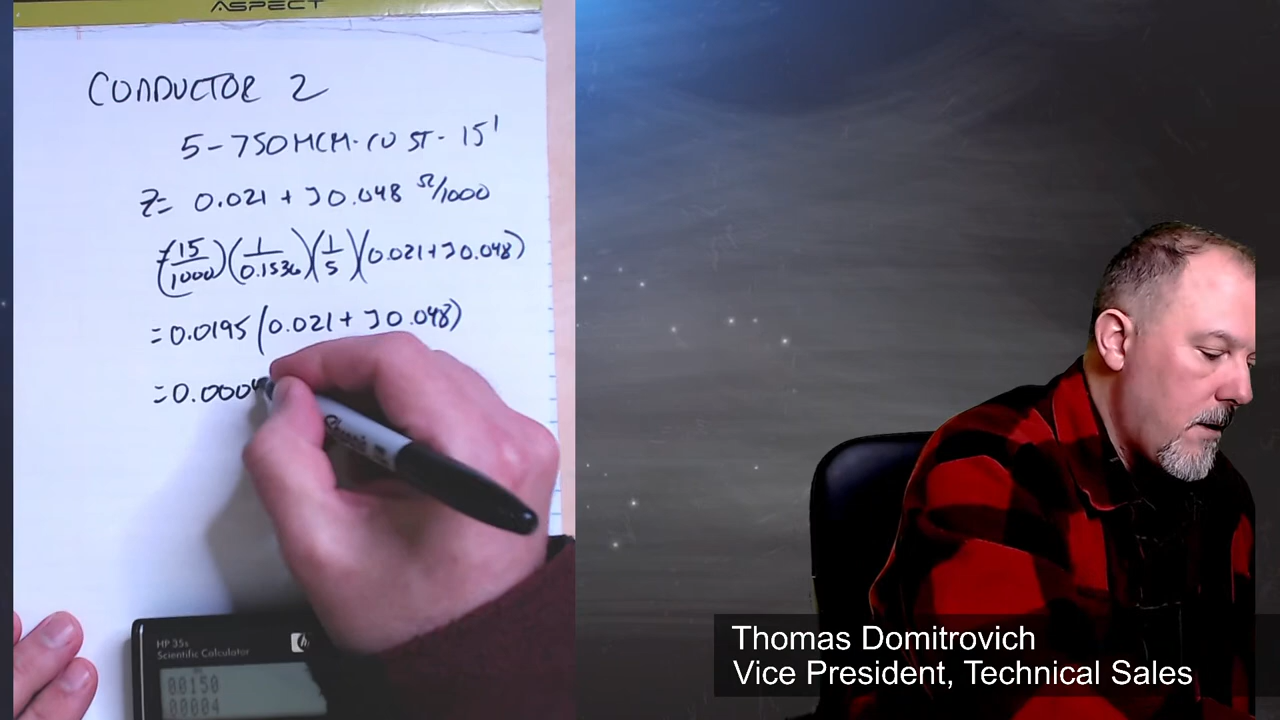 ASPECT
CONDUCTOR 2
5-750MCM-CU ST- 15'
Z= 0.021 + J0.048 Ω/1000
(15/1000)(1/0.1536)(1/5)(0.021+J0.048)
=0.0195(0.021+J0.048)
=0.0004
HP 35s
Scientific Calculator
hp
00150
00004
Thomas Domitrovich
Vice President, Technical Sales